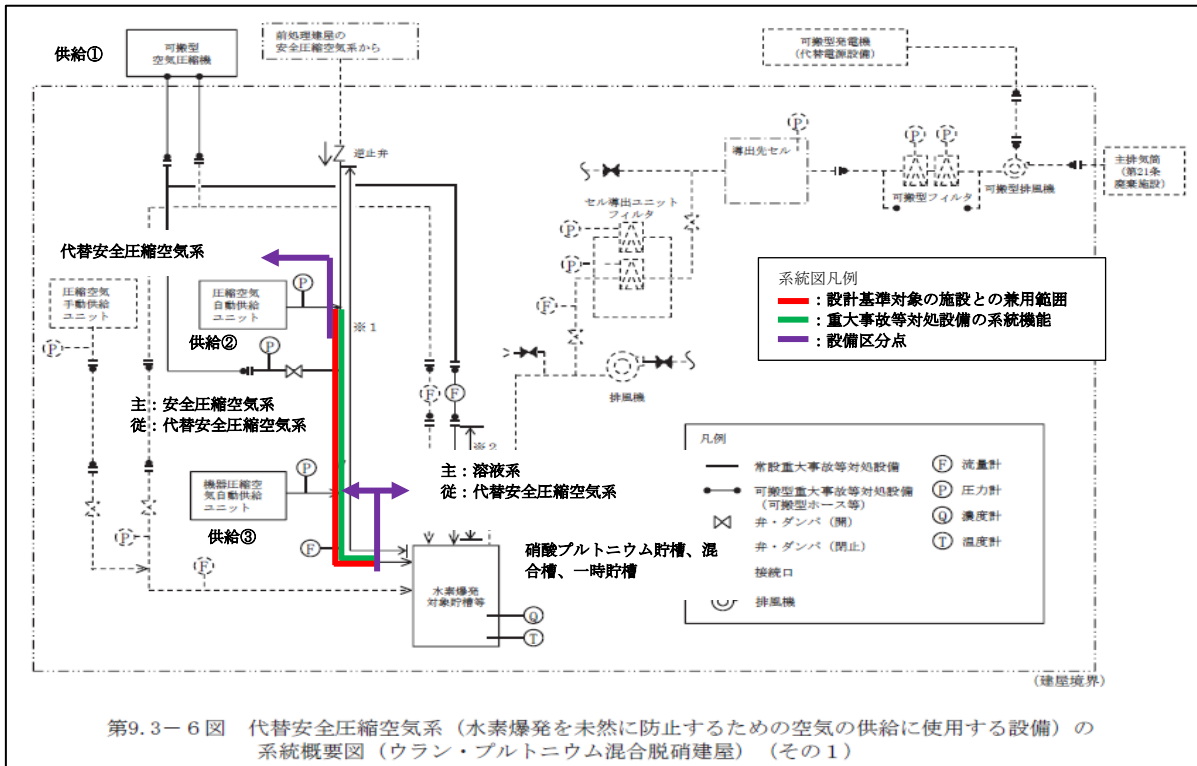 供給①
可搬型
空気圧縮機
前処理建屋の
安全圧縮空気系から
可搬型発電機
(代替電源設備)
逆止弁
P
導出先セル
P
P
可搬型フィルタ
可搬型排風機
主排気筒
(第21条
廃棄施設)
セル導出ユニット
フィルタ
P
P
F
代替安全圧縮空気系
圧縮空気
手動供給
ユニット
圧縮空気
自動供給
ユニット
P
※1
供給②
P
P
F
F
排風機
系統図凡例
:設計基準対象の施設との兼用範囲
:重大事故等対処設備の系統機能
:設備区分点
主:安全圧縮空気系
従:代替安全圧縮空気系
※2
主:溶液系
従:代替安全圧縮空気系
機器圧縮空
気自動供給
ユニット
P
供給③
P
F
F
硝酸プルトニウム貯槽、混
合槽、一時貯槽
水素爆発
対象貯槽等
Q
T
凡例
常設重大事故等対処設備
可搬型重大事故等対処設備
(可搬型ホース等)
弁・ダンパ(開)
弁・ダンパ(閉止)
接続口
排風機
F 流量計
P 圧力計
Q 濃度計
T 温度計
(建屋境界)
第9.3-6図 代替安全圧縮空気系(水素爆発を未然に防止するための空気の供給に使用する設備)の
系統概要図(ウラン・プルトニウム混合脱硝建屋)(その1)